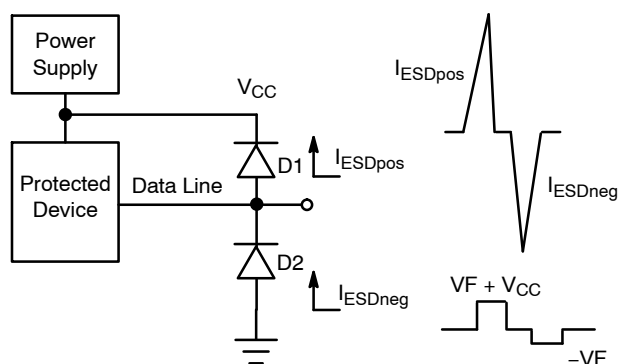 Power
Supply
V_CC
I_ESDpos
D1
I_ESDpos
Protected
Device
Data Line
I_ESDneg
D2
I_ESDneg
VF + V_CC
−VF